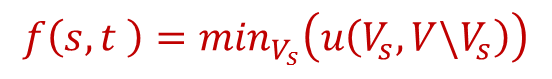 f(s,t ) = min_{V_s}(u(V_s, V\V_s))